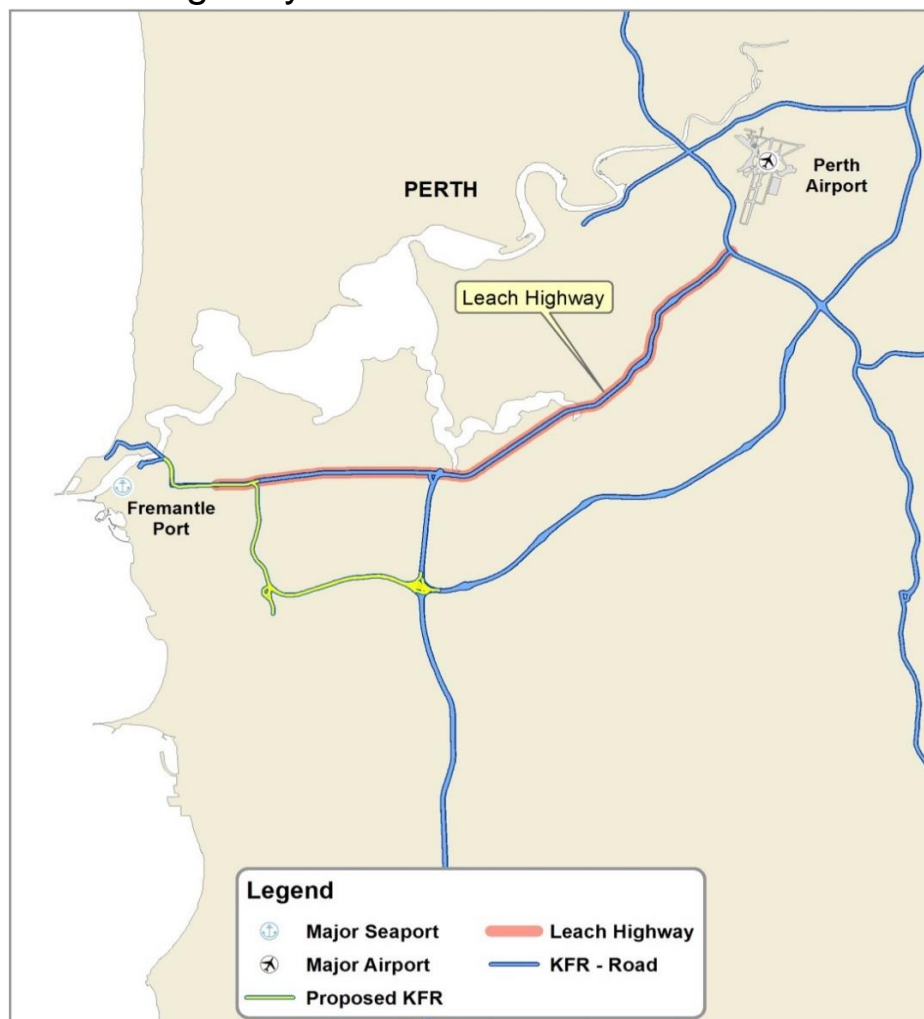 PERTH
Perth
Airport
Leach Highway
Fremantle
Port
Legend
Major Seaport
Leach Highway
Major Airport
KFR - Road
Proposed KFR